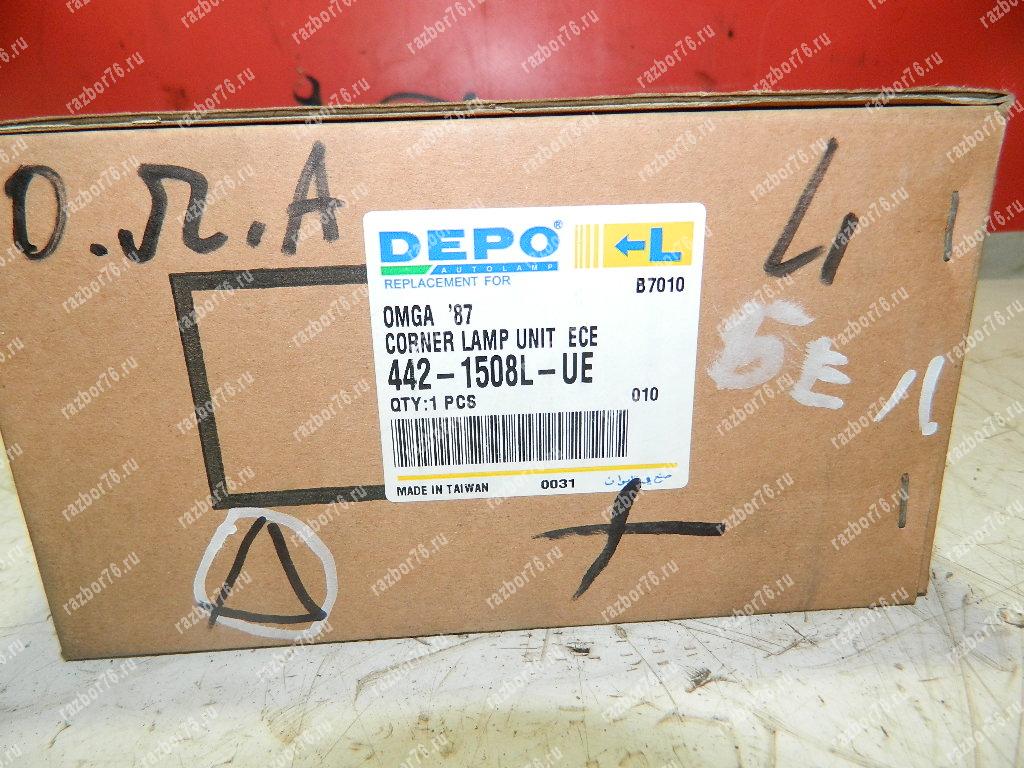 О.П.А
L1
DEPO®
AUTOLAMP
←L
REPLACEMENT FOR
B7010
OMGA '87
CORNER LAMP UNIT ECE
442-1508L-UE
QTY:1 PCS
010
MADE IN TAIWAN
0031
БЕЛ
razbor76.ru